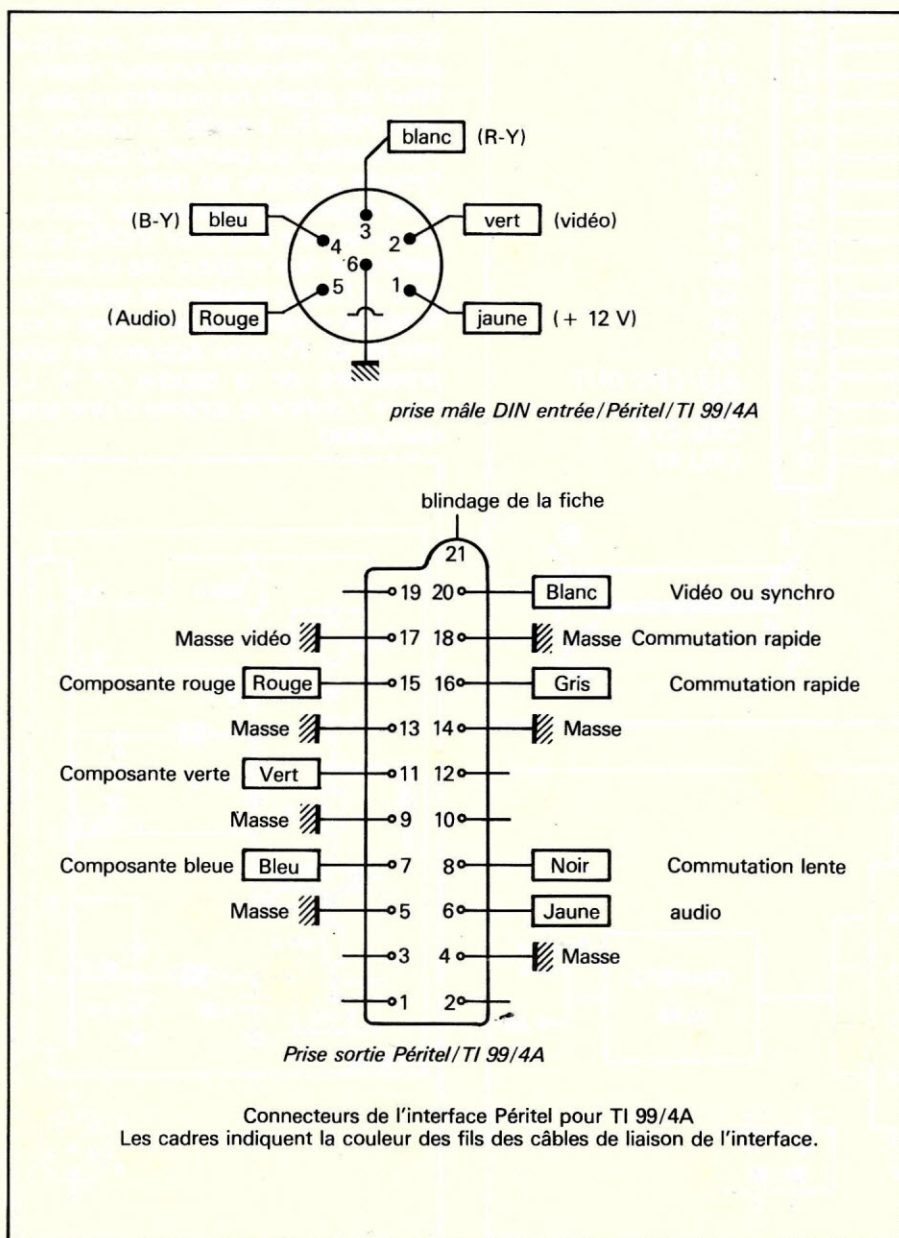 blanc (R-Y)
(B-Y) bleu
vert (vidéo)
3
4
2
6
5
1
(Audio) Rouge
jaune (+ 12 V)
prise mâle DIN entrée/Péritel/TI 99/4A
blindage de la fiche
21
19 20 Blanc Vidéo ou synchro
Masse vidéo 17 18 Masse Commutation rapide
Composante rouge Rouge 15 16 Gris Commutation rapide
Masse 13 14 Masse
Composante verte Vert 11 12
Masse 9 10
Composante bleue Bleu 7 8 Noir Commutation lente
Masse 5 6 Jaune audio
3 4 Masse
1 2
Prise sortie Péritel/TI 99/4A
Connecteurs de l'interface Péritel pour TI 99/4A
Les cadres indiquent la couleur des fils des câbles de liaison de l'interface.